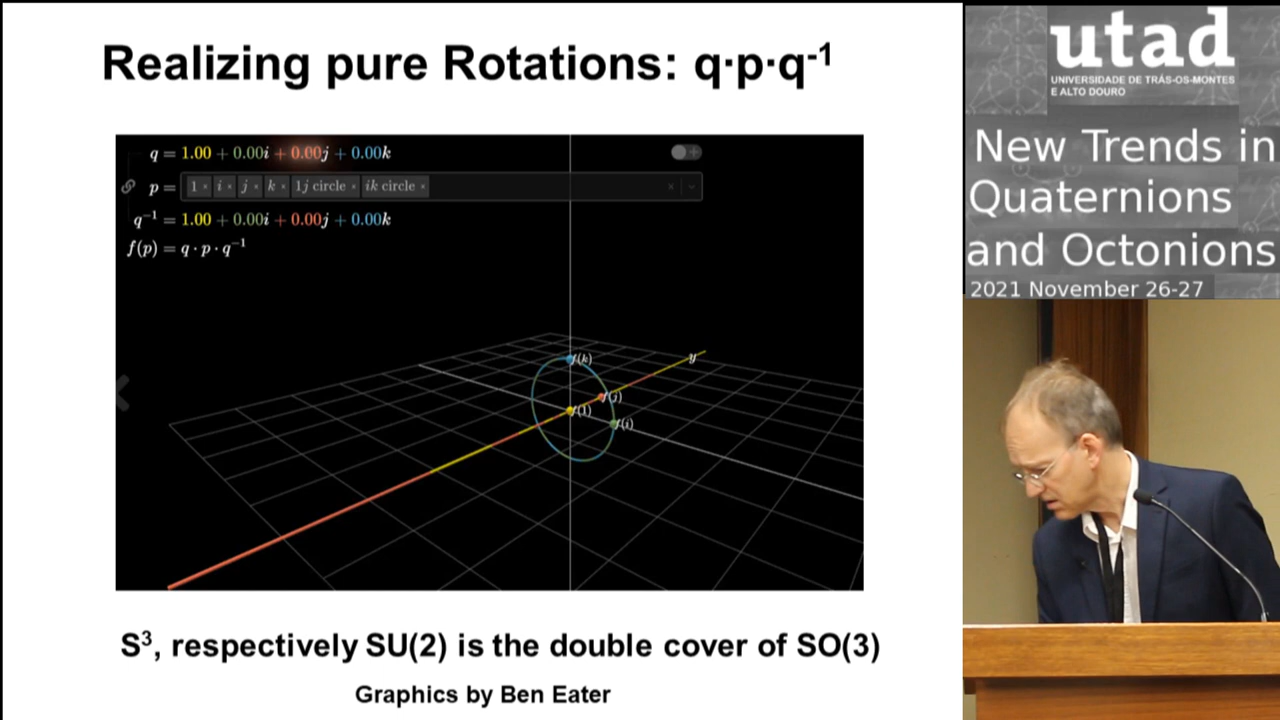 Realizing pure Rotations: q·p·q⁻¹
q = 1.00 + 0.00i + 0.00j + 0.00k
p = 1 × i × j × k × 1j circle × ik circle ×
q⁻¹ = 1.00 + 0.00i + 0.00j + 0.00k
f(p) = q · p · q⁻¹
f(k)
y
f(j)
f(1)
f(i)
S³, respectively SU(2) is the double cover of SO(3)
Graphics by Ben Eater
utad
UNIVERSIDADE DE TRÁS-OS-MONTES
E ALTO DOURO
New Trends in
Quaternions
and Octonions
2021 November 26-27